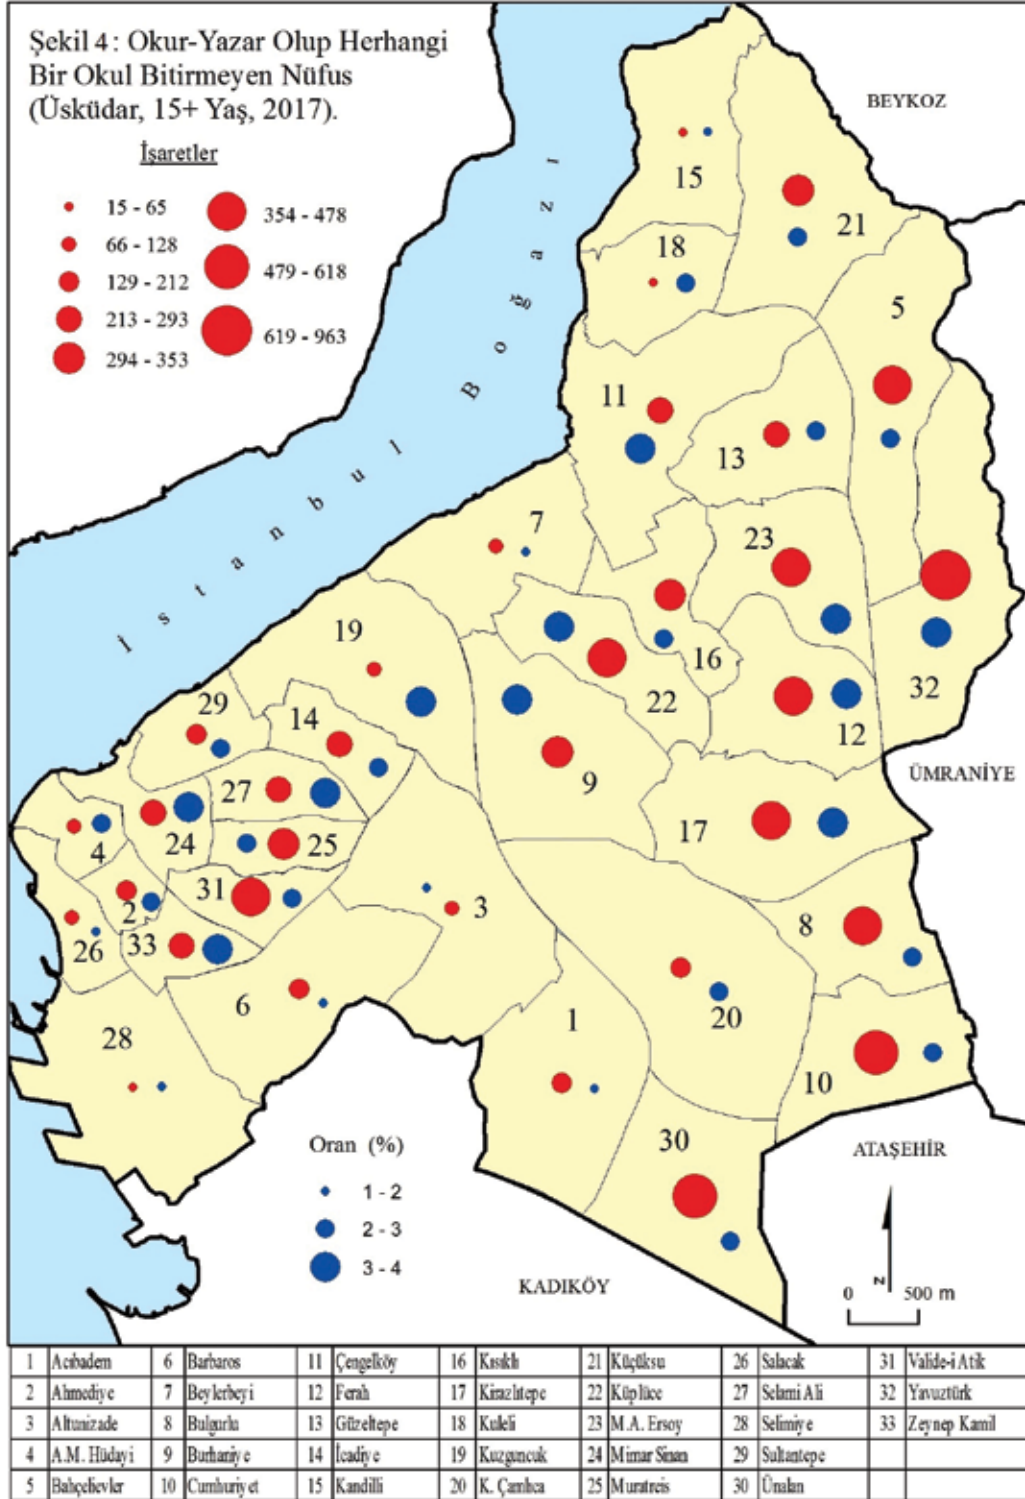 Şekil 4: Okur-Yazar Olup Herhangi
Bir Okul Bitirmeyen Nüfus
(Üsküdar, 15+ Yaş, 2017).
İşaretler
15 - 65
66 - 128
129 - 212
213 - 293
294 - 353
354 - 478
479 - 618
619 - 963
İstanbul Boğazı
BEYKOZ
15
21
18
5
11
13
7
23
19
16
22
32
12
29
14
9
ÜMRANİYE
27
17
24
25
4
31
2
3
26
33
8
6
20
1
28
10
30
ATAŞEHİR
KADIKÖY
Oran (%)
1 - 2
2 - 3
3 - 4
N
0 500 m
1 Acıbadem 6 Barbaros 11 Çengelköy 16 Kısıklı 21 Küçüksu 26 Salacak 31 Valide-i Atik
2 Ahmediye 7 Beylerbeyi 12 Ferah 17 Kirazlıtepe 22 Küplüce 27 Selami Ali 32 Yavuztürk
3 Altunizade 8 Bulgurlu 13 Güzeltepe 18 Kuleli 23 M.A. Ersoy 28 Selimiye 33 Zeynep Kamil
4 A.M. Hüdayi 9 Burhaniye 14 İcadiye 19 Kuzguncuk 24 Mimar Sinan 29 Sultantepe
5 Bahçelievler 10 Cumhuriyet 15 Kandilli 20 K. Çamlıca 25 Muratreis 30 Ünalan